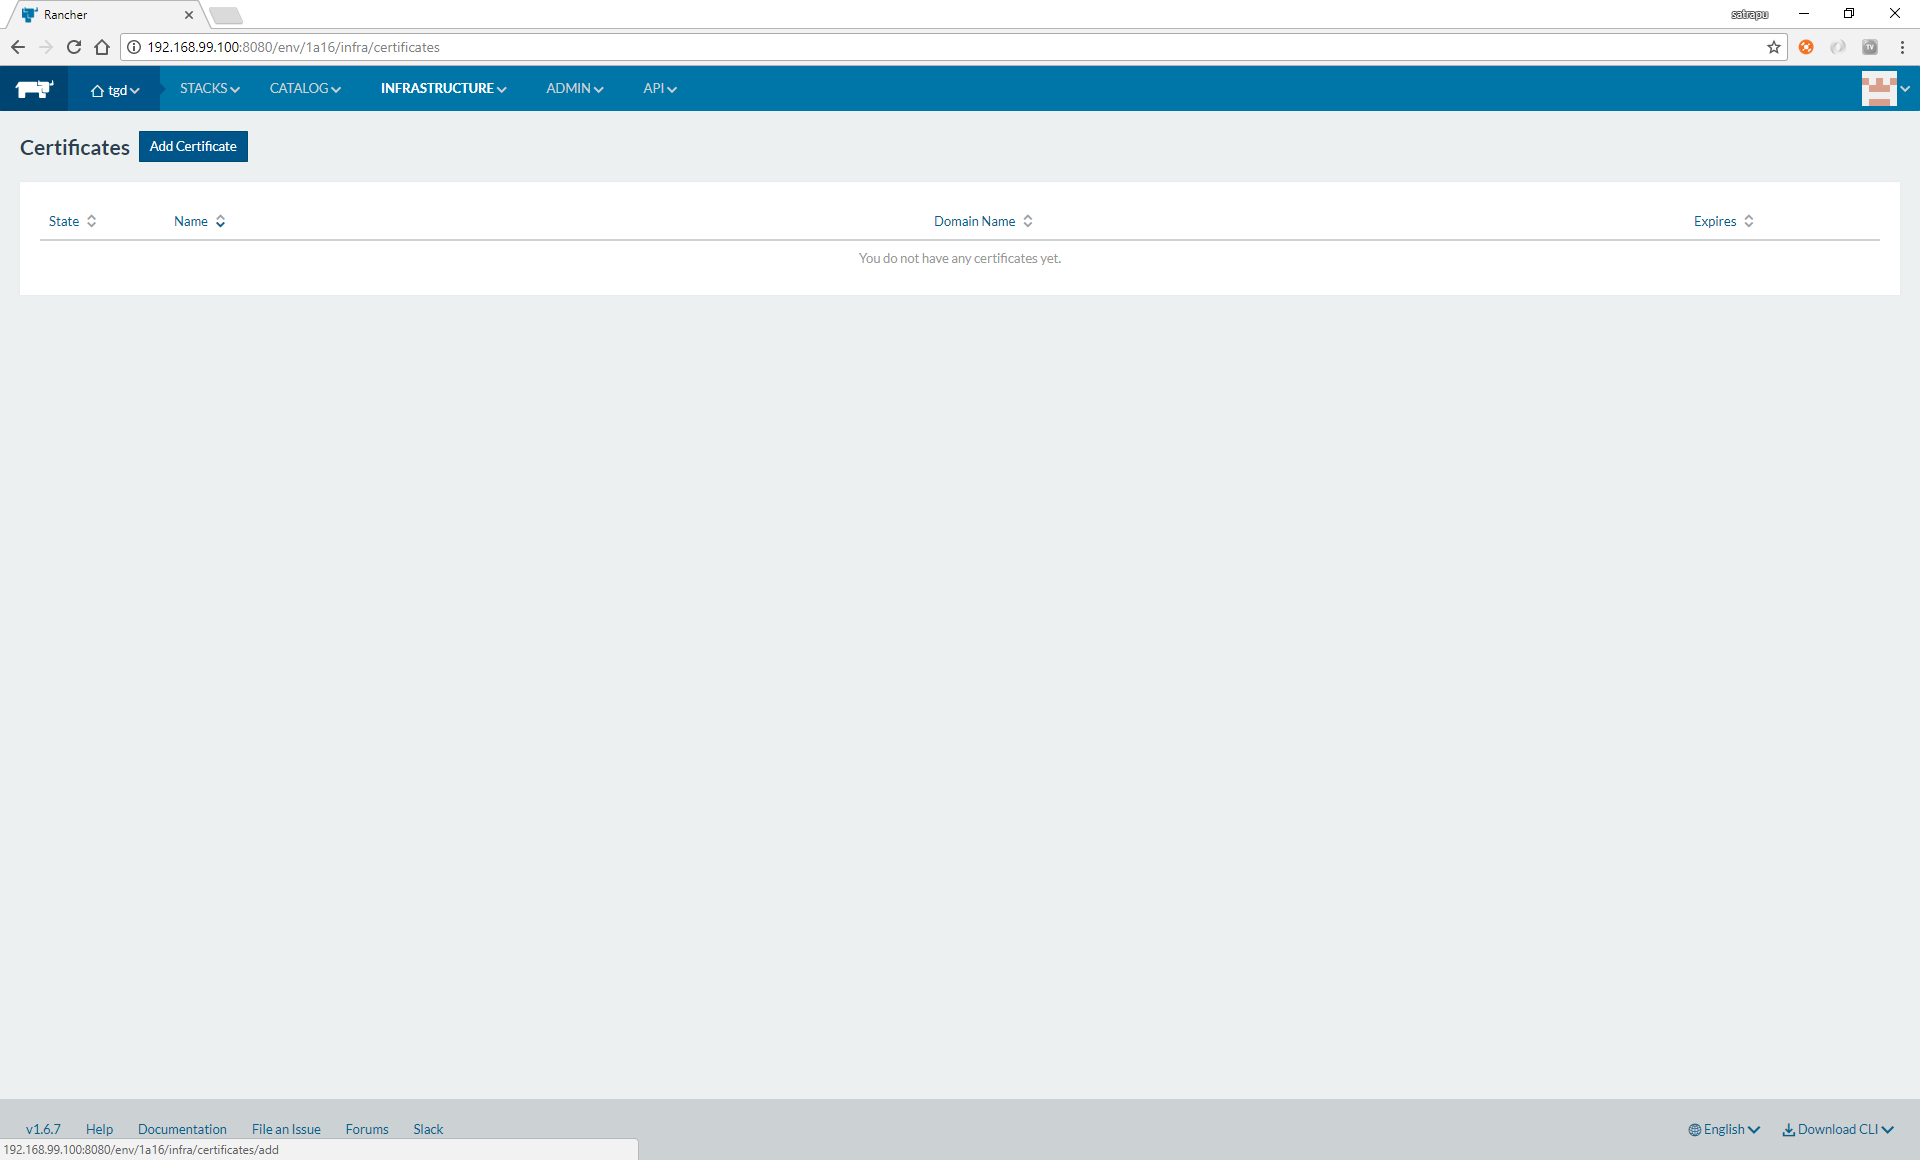 Rancher
satrapu
192.168.99.100:8080/env/1a16/infra/certificates
TV
tgd STACKS CATALOG INFRASTRUCTURE ADMIN API
Certificates Add Certificate
State Name Domain Name Expires
You do not have any certificates yet.
v1.6.7 Help Documentation File an Issue Forums Slack English Download CLI
192.168.99.100:8080/env/1a16/infra/certificates/add